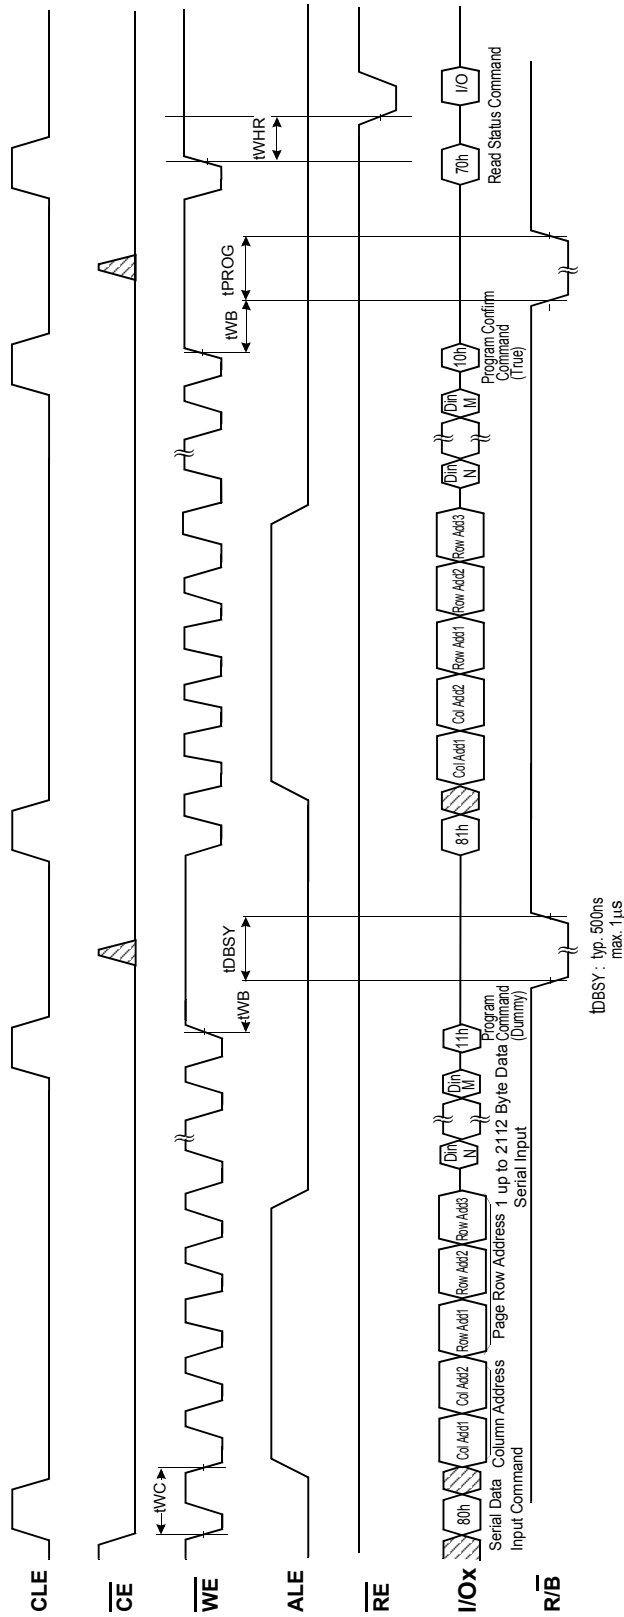 CLE
CE
WE
tWC
tWB
tDBSY
tWB
tPROG
tWHR
ALE
RE
I/Ox
80h
Col Add1
Col Add2
Row Add1
Row Add2
Row Add3
Din
N
Din
M
11h
81h
Col Add1
Col Add2
Row Add1
Row Add2
Row Add3
Din
N
Din
M
10h
70h
I/O
Serial Data
Input Command
Column Address
Page Row Address
1 up to 2112 Byte Data
Serial Input
Program
Command
(Dummy)
Program Confirm
Command
(True)
Read Status Command
R/B
tDBSY : typ. 500ns
max. 1µs